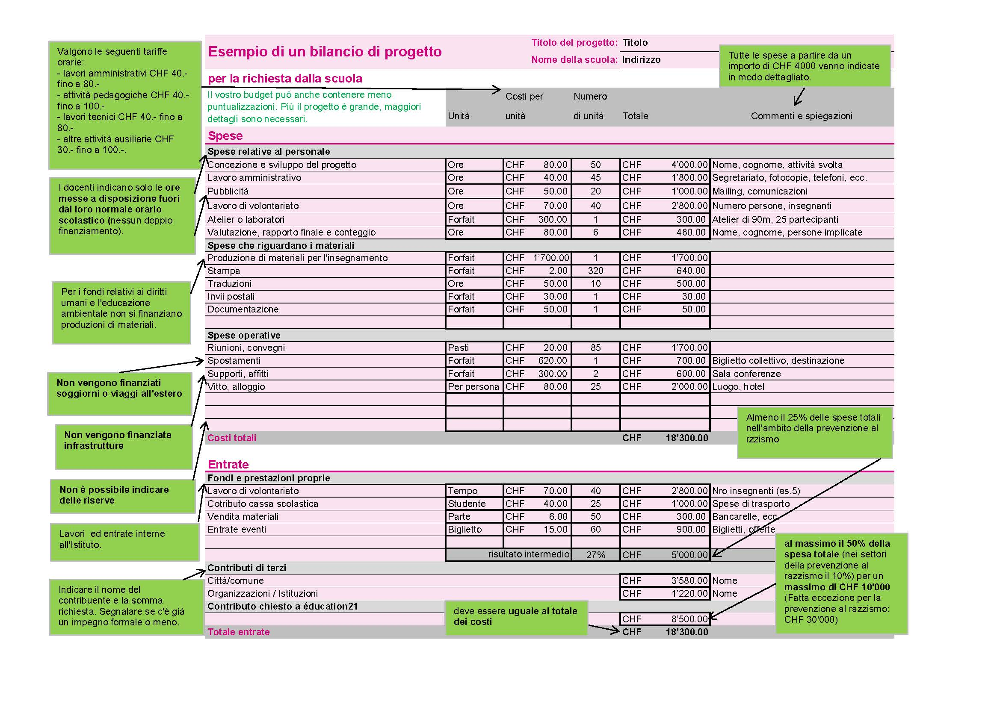 Esempio di un bilancio di progetto
Titolo del progetto: Titolo
Nome della scuola: Indirizzo
per la richiesta dalla scuola
Il vostro budget può anche contenere meno
puntualizzazioni. Più il progetto è grande, maggiori
dettagli sono necessari.
Valgono le seguenti tariffe
orarie:
- lavori amministrativi CHF 40.-
fino a 80.-
- attività pedagogiche CHF 40.-
fino a 100.-
- lavori tecnici CHF 40.- fino a
80.-
- altre attività ausiliarie CHF
30.- fino a 100.-.
Tutte le spese a partire da un
importo di CHF 4000 vanno indicate
in modo dettagliato.
Costi per Numero
Unità unità di unitá Totale Commenti e spiegazioni
Spese
Spese relative al personale
Concezione e sviluppo del progetto Ore CHF 80.00 50 CHF 4’000.00 Nome, cognome, attività svolta
Lavoro amministrativo Ore CHF 40.00 45 CHF 1’800.00 Segretariato, fotocopie, telefoni, ecc.
Pubblicità Ore CHF 50.00 20 CHF 1’000.00 Mailing, comunicazioni
Lavoro di volontariato Ore CHF 70.00 40 CHF 2’800.00 Numero persone, insegnanti
Atelier o laboratori Forfait CHF 300.00 1 CHF 300.00 Atelier di 90m, 25 partecipanti
Valutazione, rapporto finale e conteggio Ore CHF 80.00 6 CHF 480.00 Nome, cognome, persone implicate
I docenti indicano solo le ore
messe a disposizione fuori
dal loro normale orario
scolastico (nessun doppio
finanziamento).
Spese che riguardano i materiali
Produzione di materiali per l'insegnamento Forfait CHF 1’700.00 1 CHF 1’700.00
Stampa Forfait CHF 2.00 320 CHF 640.00
Traduzioni Ore CHF 50.00 10 CHF 500.00
Invii postali Forfait CHF 30.00 1 CHF 30.00
Documentazione Forfait CHF 50.00 1 CHF 50.00
Per i fondi relativi ai diritti
umani e l'educazione
ambientale non si finanziano
produzioni di materiali.
Spese operative
Riunioni, convegni Pasti CHF 20.00 85 CHF 1’700.00
Spostamenti Forfait CHF 620.00 1 CHF 700.00 Biglietto collettivo, destinazione
Supporti, affitti Forfait CHF 300.00 2 CHF 600.00 Sala conferenze
Vitto, alloggio Per persona CHF 80.00 25 CHF 2’000.00 Luogo, hotel
Non vengono finanziati
soggiorni o viaggi all'estero
Non vengono finanziate
infrastrutture
Non è possibile indicare
delle riserve
Costi totali CHF 18’300.00
Almeno il 25% delle spese totali
nell'ambito della prevenzione al
rzzismo
Entrate
Fondi e prestazioni proprie
Lavoro di volontariato Tempo CHF 70.00 40 CHF 2’800.00 Nro insegnanti (es.5)
Cotributo cassa scolastica Studente CHF 40.00 25 CHF 1’000.00 Spese di trasporto
Vendita materiali Parte CHF 6.00 50 CHF 300.00 Bancarelle, ecc.
Entrate eventi Biglietto CHF 15.00 60 CHF 900.00 Biglietti, offerte
risultato intermedio 27% CHF 5’000.00
Lavori ed entrate interne
all'Istituto.
Contributi di terzi
Città/comune CHF 3’580.00 Nome
Organizzazioni / Istituzioni CHF 1’220.00 Nome
Contributo chiesto a éducation21
CHF 8’500.00
Totale entrate CHF 18’300.00
Indicare il nome del
contribuente e la somma
richiesta. Segnalare se c'è già
un impegno formale o meno.
deve essere uguale al totale
dei costi
al massimo il 50% della
spesa totale (nei settori
della prevenzione al
razzismo il 10%) per un
massimo di CHF 10'000
(Fatta eccezione per la
prevenzione al razzismo:
CHF 30'000)